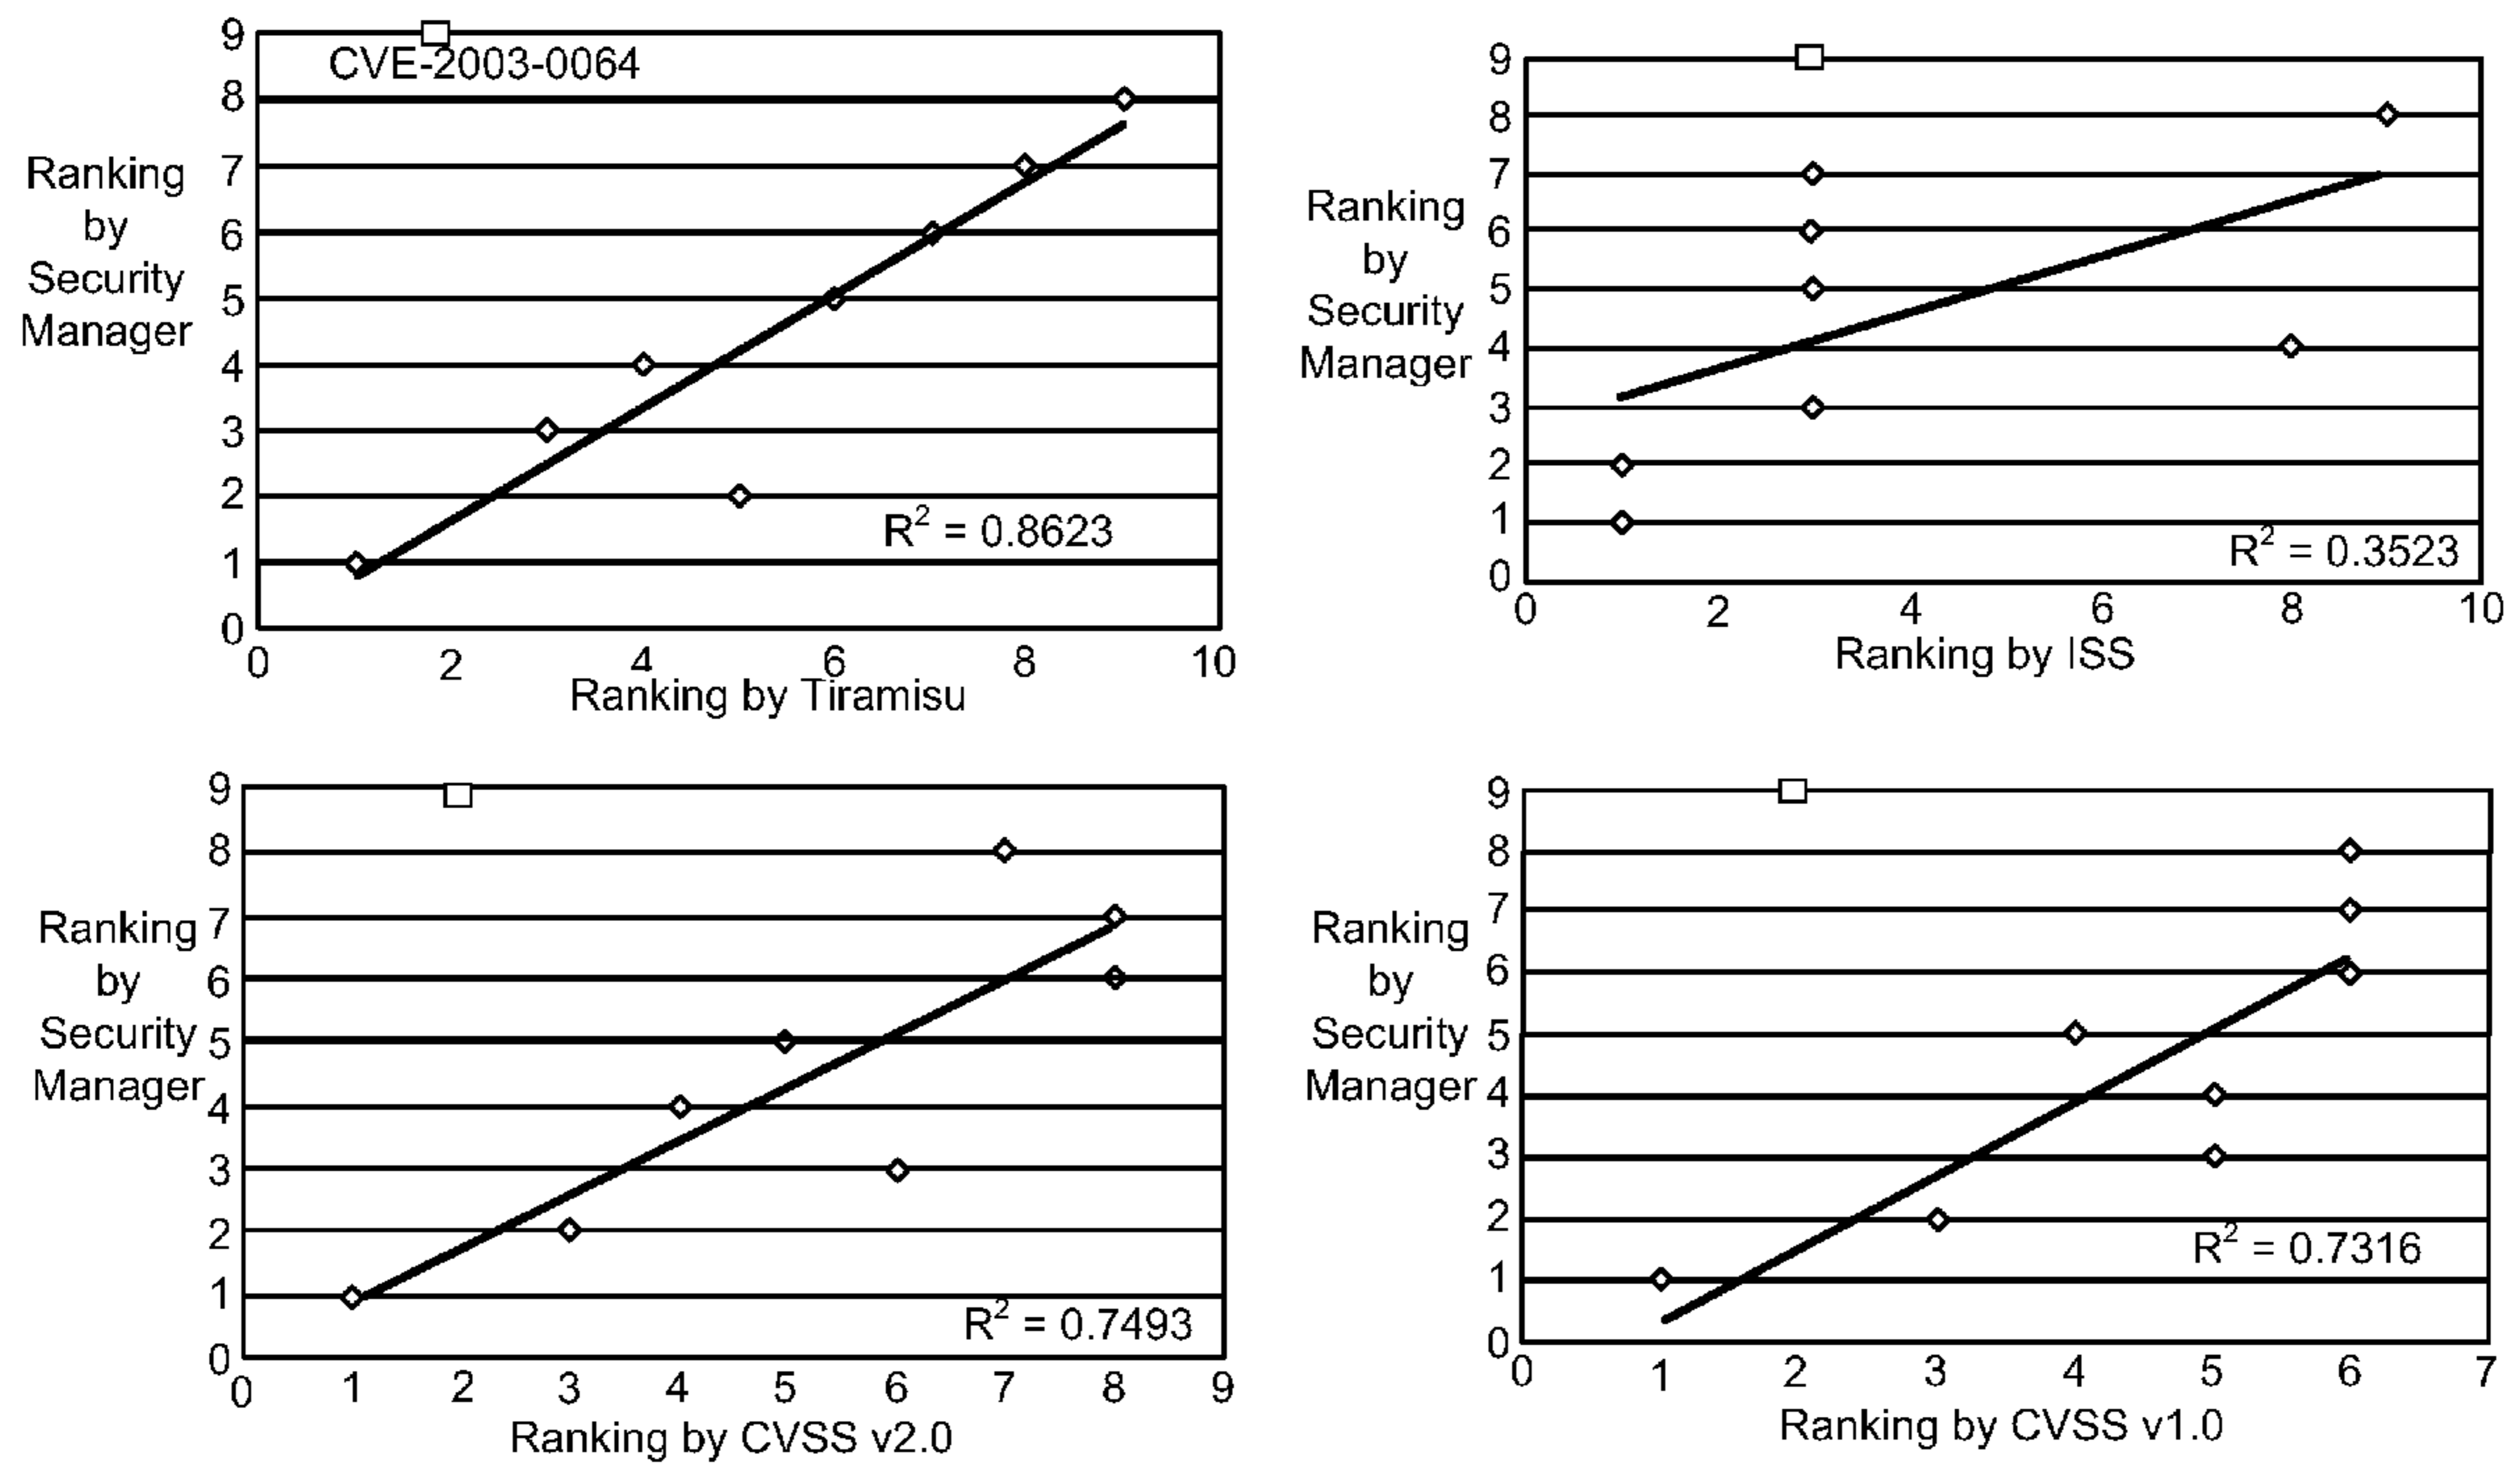 9
CVE-2003-0064
8
7
6
5
4
3
2
1
0
Ranking
by
Security
Manager
R² = 0.8623
0 2 4 6 8 10
Ranking by Tiramisu
9
8
7
6
5
4
3
2
1
0
Ranking
by
Security
Manager
R² = 0.3523
0 2 4 6 8 10
Ranking by ISS
9
8
7
6
5
4
3
2
1
0
Ranking
by
Security
Manager
R² = 0.7493
0 1 2 3 4 5 6 7 8 9
Ranking by CVSS v2.0
9
8
7
6
5
4
3
2
1
0
Ranking
by
Security
Manager
R² = 0.7316
0 1 2 3 4 5 6 7
Ranking by CVSS v1.0